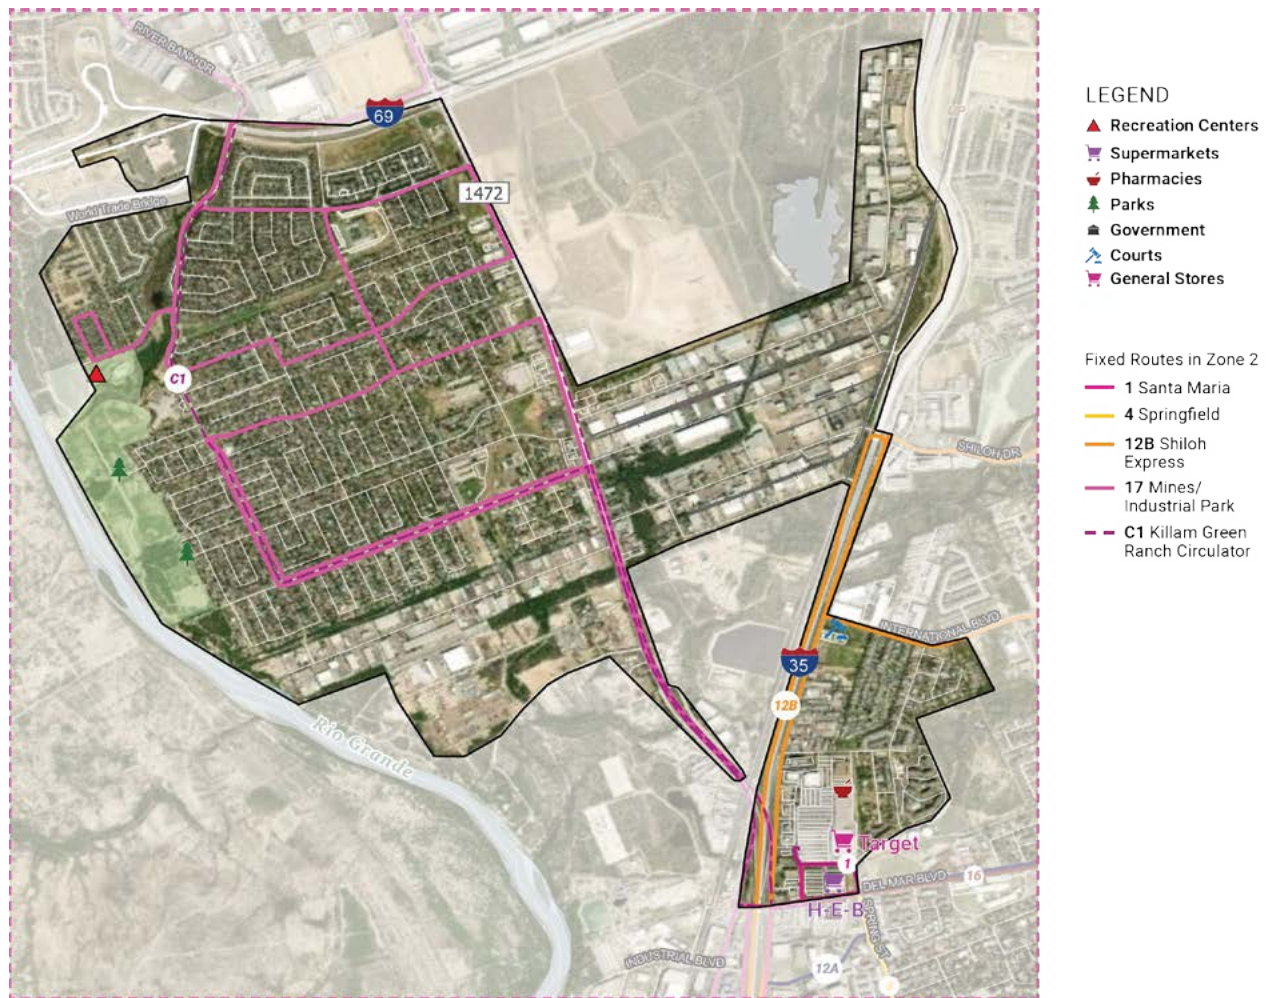 RIVER BANK DR
69
1472
World Trade Bridge
C1
SHILOH DR
INTERNATIONAL BLVD
35
12B
Rio Grande
Target
1
DEL MAR BLVD
16
H-E-B
SPRING ST
INDUSTRIAL BLVD
12A
LEGEND
Recreation Centers
Supermarkets
Pharmacies
Parks
Government
Courts
General Stores
Fixed Routes in Zone 2
1 Santa Maria
4 Springfield
12B Shiloh
Express
17 Mines/
Industrial Park
C1 Killam Green
Ranch Circulator